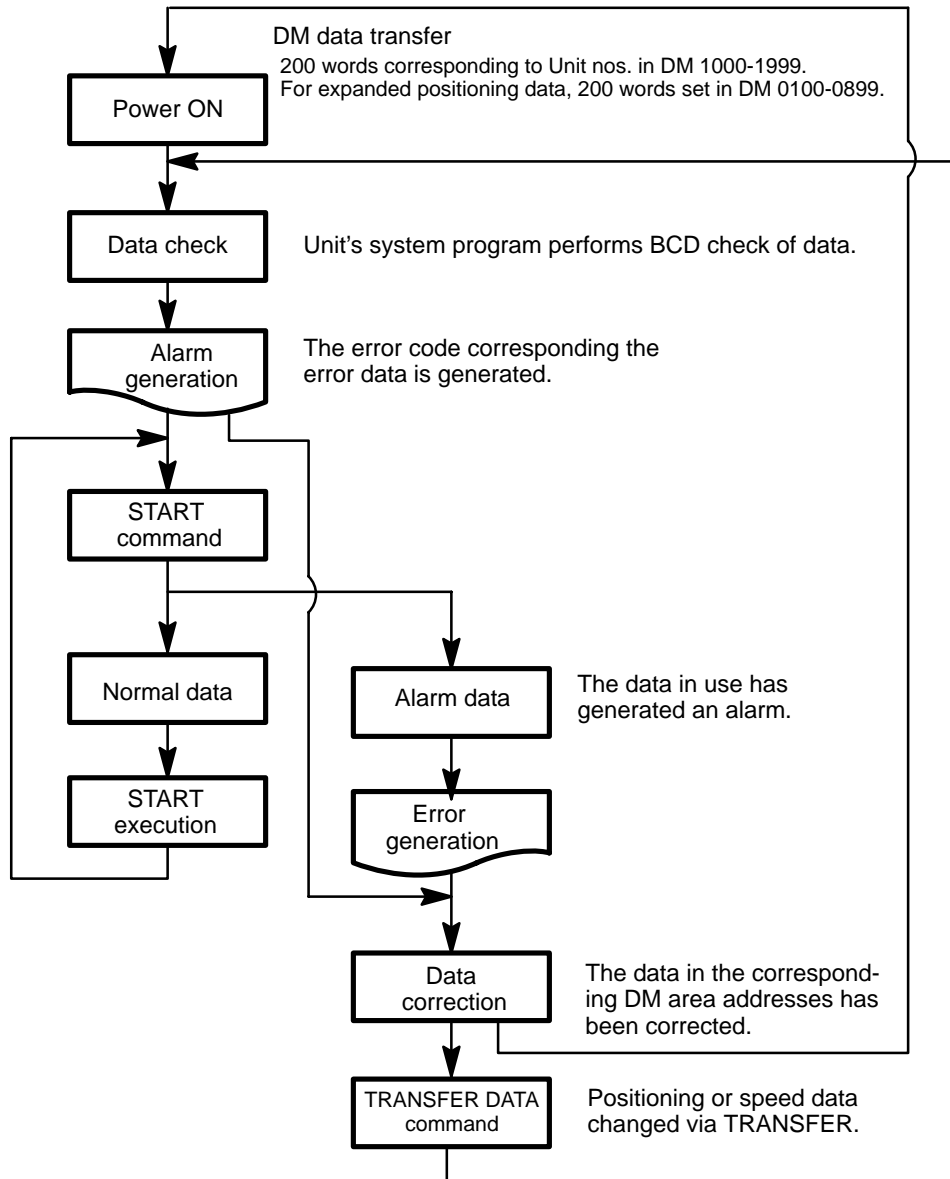 DM data transfer
200 words corresponding to Unit nos. in DM 1000-1999.
For expanded positioning data, 200 words set in DM 0100-0899.
Power ON
Data check
Unit's system program performs BCD check of data.
Alarm
generation
The error code corresponding the
error data is generated.
START
command
Normal data
Alarm data
The data in use has
generated an alarm.
START
execution
Error
generation
Data
correction
The data in the correspond-
ing DM area addresses has
been corrected.
TRANSFER DATA
command
Positioning or speed data
changed via TRANSFER.